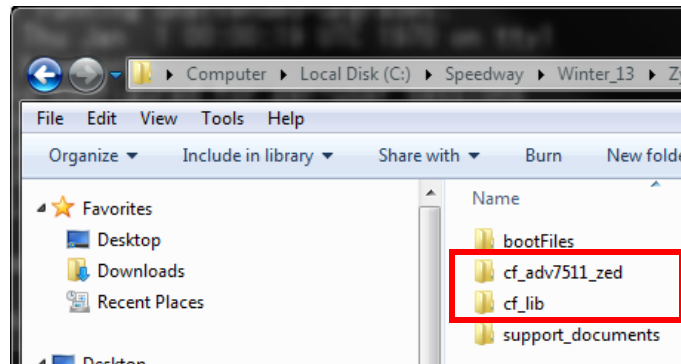 Computer ▸ Local Disk (C:) ▸ Speedway ▸ Winter_13 ▸
File Edit View Tools Help
Organize Include in library Share with Burn New folde
Favorites
Name
Desktop
bootFiles
Downloads
cf_adv7511_zed
Recent Places
cf_lib
support_documents
Desktop